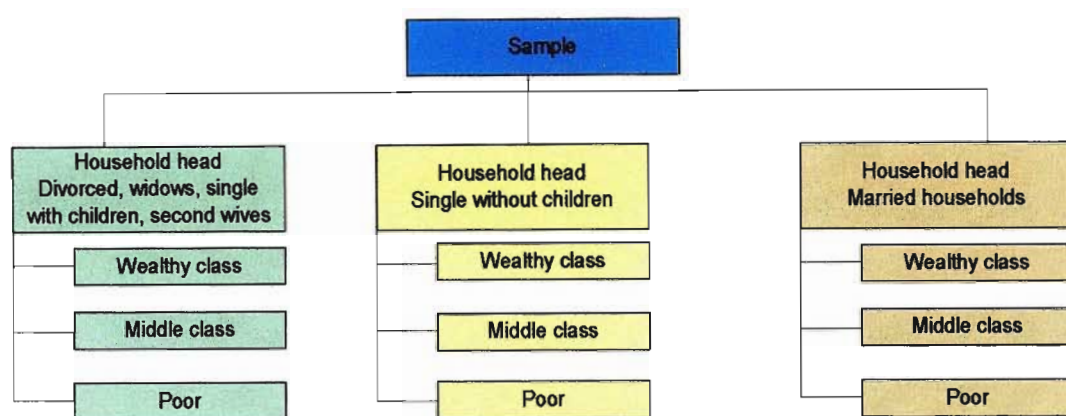 Sample
Household head
Divorced, widows, single
with children, second wives
Wealthy class
Middle class
Poor
Household head
Single without children
Wealthy class
Middle class
Poor
Household head
Married households
Wealthy class
Middle class
Poor